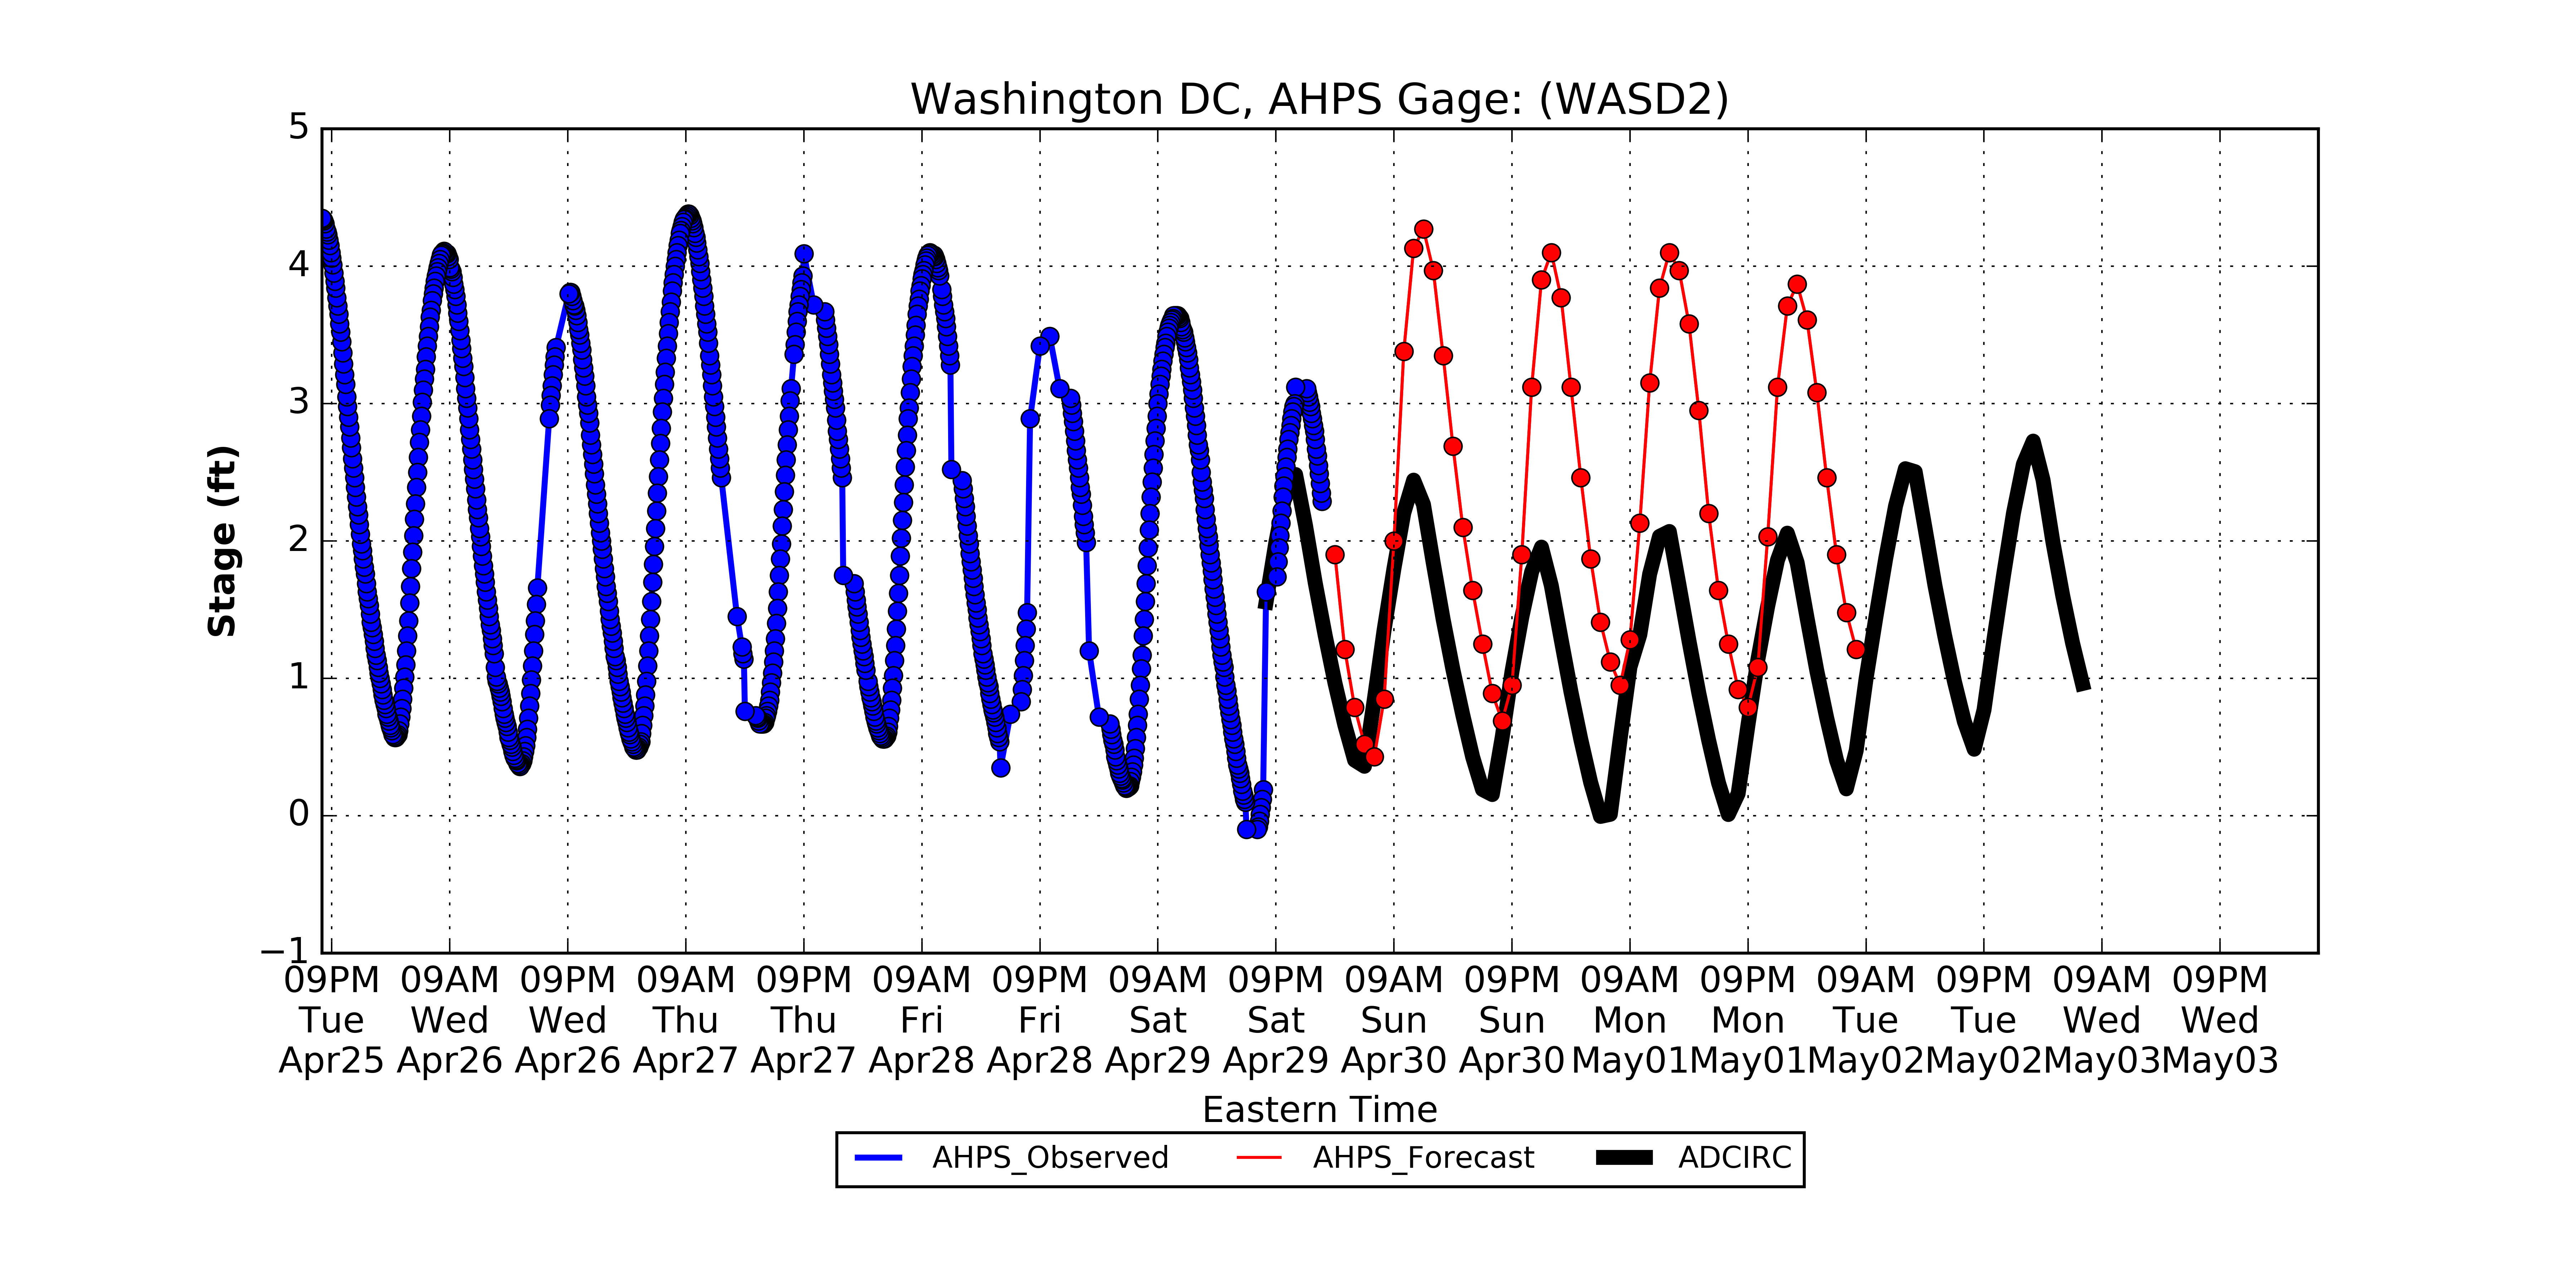 Washington DC, AHPS Gage: (WASD2)
Stage (ft)
5
4
3
2
1
0
−1
09PM 09AM 09PM 09AM 09PM 09AM 09PM 09AM 09PM 09AM 09PM 09AM 09PM 09AM 09PM 09AM 09PM
Tue Wed Wed Thu Thu Fri Fri Sat Sat Sun Sun Mon Mon Tue Tue Wed Wed
Apr25 Apr26 Apr26 Apr27 Apr27 Apr28 Apr28 Apr29 Apr29 Apr30 Apr30 May01 May01 May02 May02 May03 May03
Eastern Time
AHPS_Observed AHPS_Forecast ADCIRC